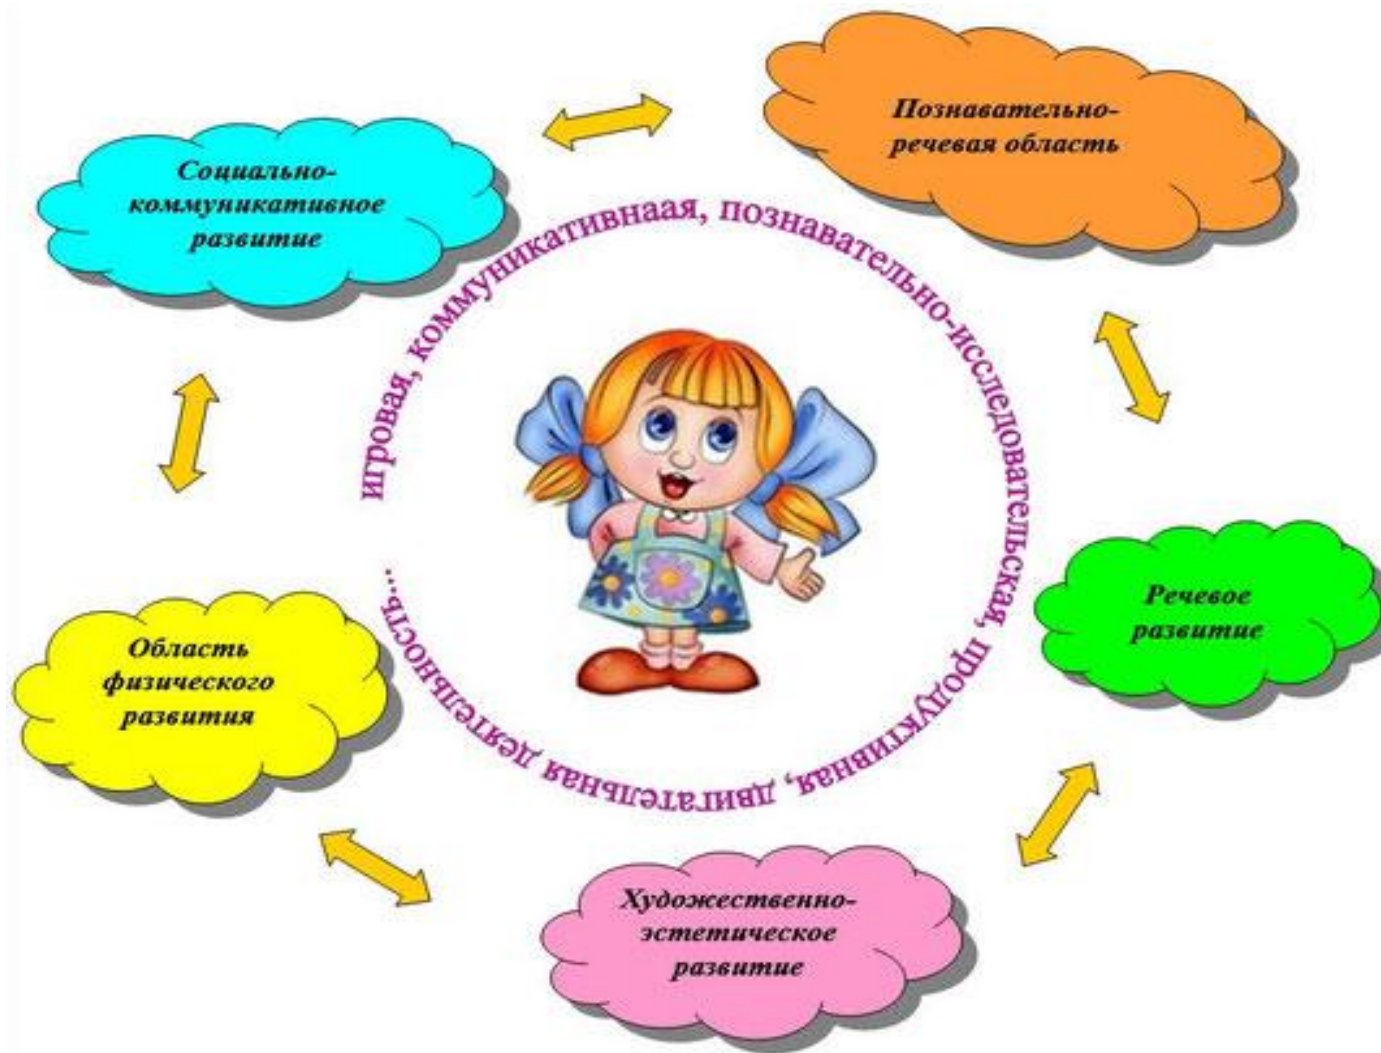 Социально-
коммуникативное
развитие
Познавательно-
речевая область
игровая, коммуникативнаая, познавательно-исследовательская, продуктивная, двигательная деятельность...
Речевое
развитие
Область
физического
развития
Художественно-
эстетическое
развитие